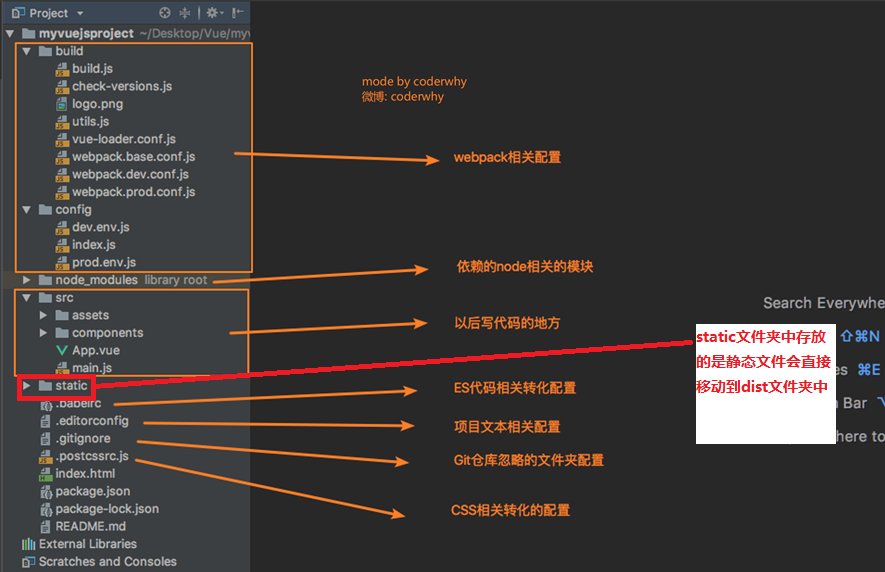 Project
myvuejsproject ~/Desktop/Vue/myv
build
build.js
check-versions.js
logo.png
utils.js
vue-loader.conf.js
webpack.base.conf.js
webpack.dev.conf.js
webpack.prod.conf.js
config
dev.env.js
index.js
prod.env.js
node_modules library root
src
assets
components
App.vue
main.js
static
.babelrc
.editorconfig
.gitignore
.postcssrc.js
index.html
package.json
package-lock.json
README.md
External Libraries
Scratches and Consoles
mode by coderwhy
微博: coderwhy
webpack相关配置
依赖的node相关的模块
以后写代码的地方
ES代码相关转化配置
项目文本相关配置
Git仓库忽略的文件夹配置
CSS相关转化的配置
Search Everywhe
static文件夹中存放
的是静态文件会直接
移动到dist文件夹中
⇧⌘N
es ⌘E
Bar
here to